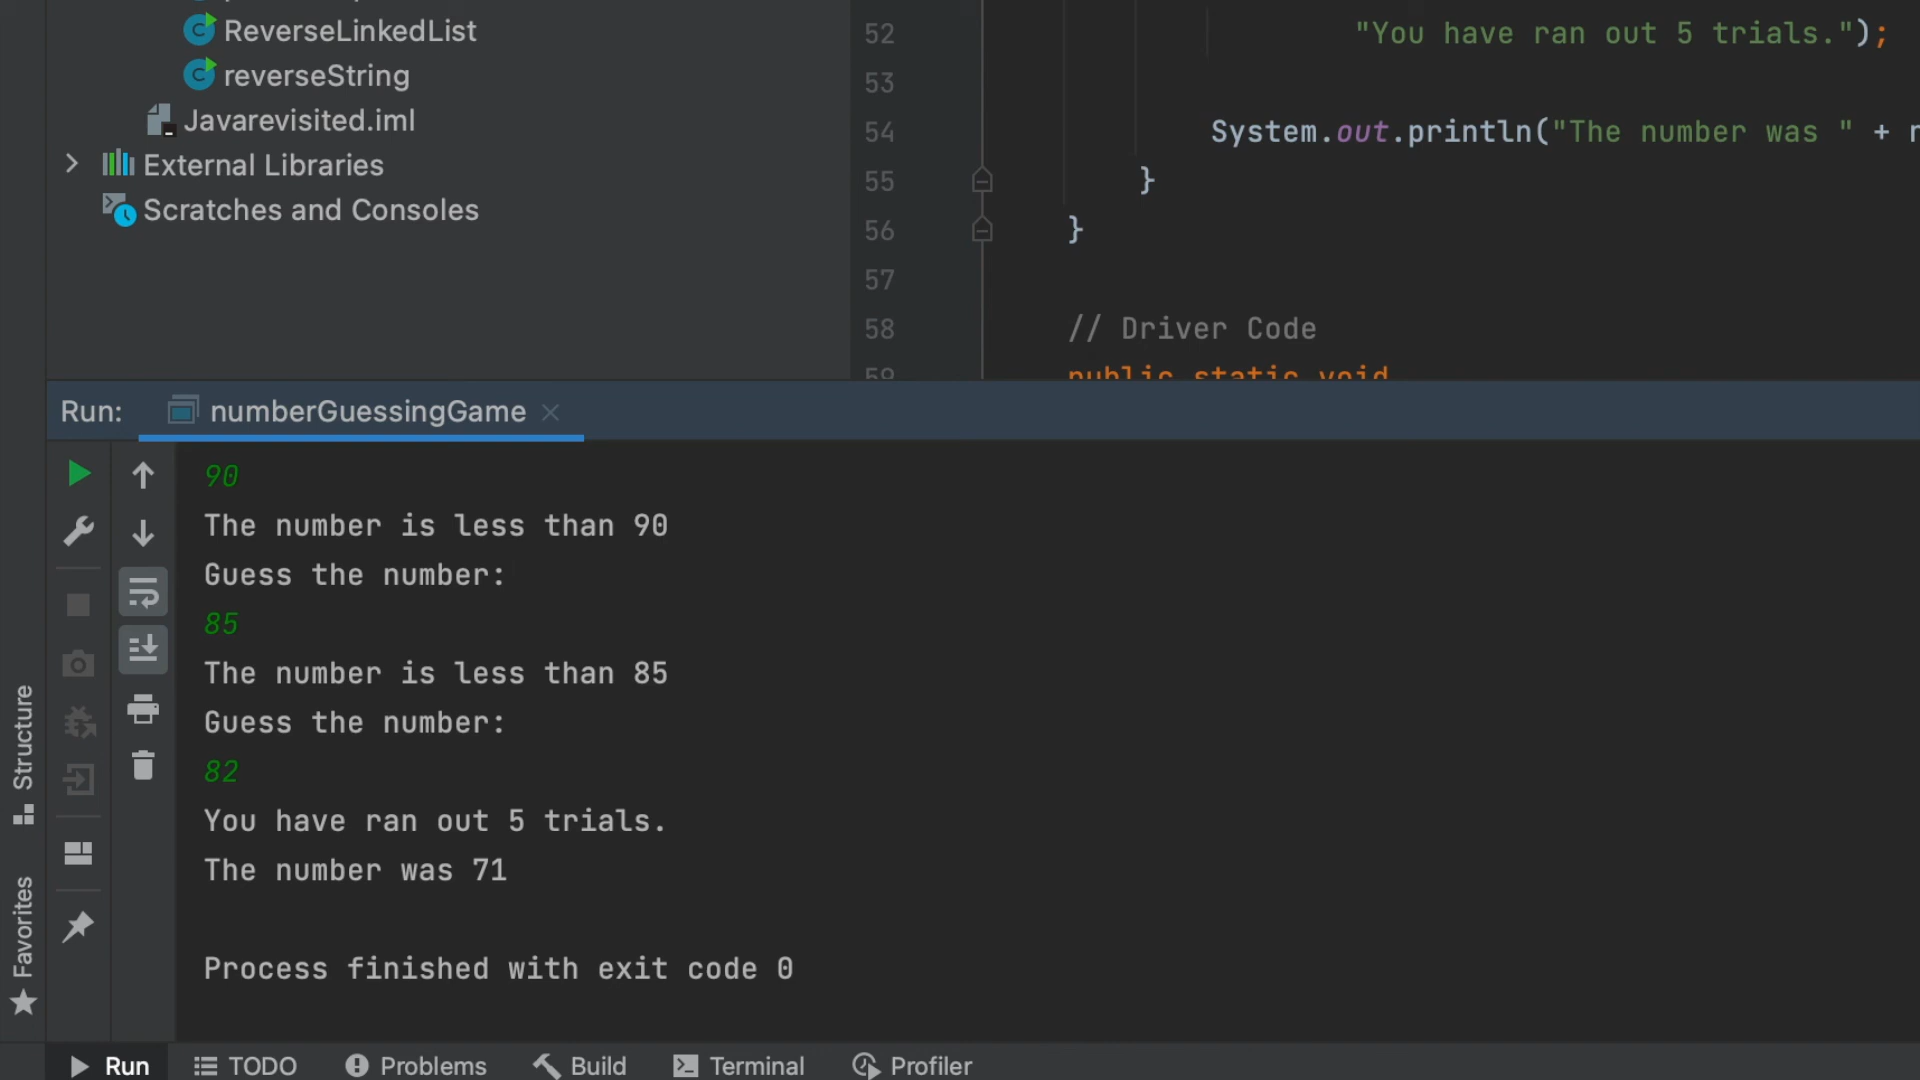 ReverseLinkedList
reverseString
Javarevisited.iml
External Libraries
Scratches and Consoles
52 "You have ran out 5 trials.");
53
54 System.out.println("The number was " +
55 }
56 }
57
58 // Driver Code
59 public static void
Run: numberGuessingGame
90
The number is less than 90
Guess the number:
85
The number is less than 85
Guess the number:
82
You have ran out 5 trials.
The number was 71
Process finished with exit code 0
Structure
Favorites
Run TODO Problems Build Terminal Profiler